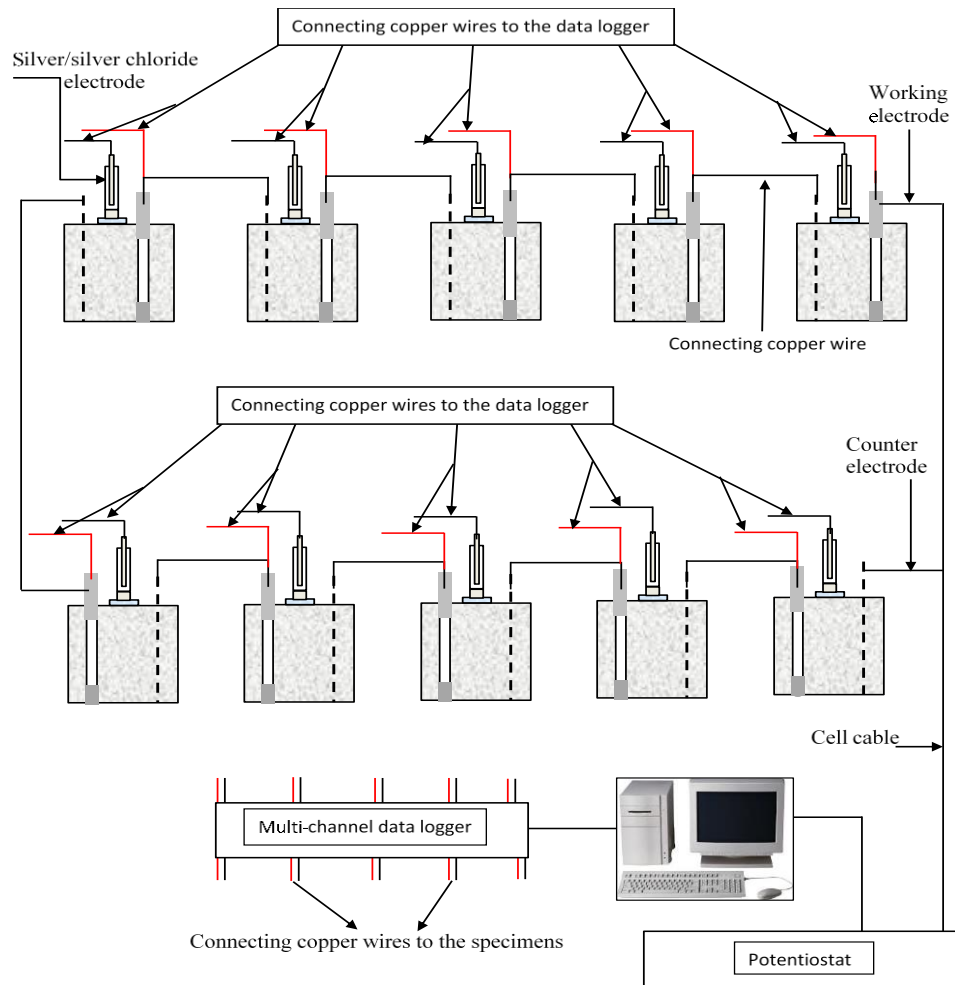 Connecting copper wires to the data logger
Silver/silver chloride
electrode
Working
electrode
Connecting copper wire
Connecting copper wires to the data logger
Counter
electrode
Cell cable
Multi-channel data logger
Connecting copper wires to the specimens
Potentiostat